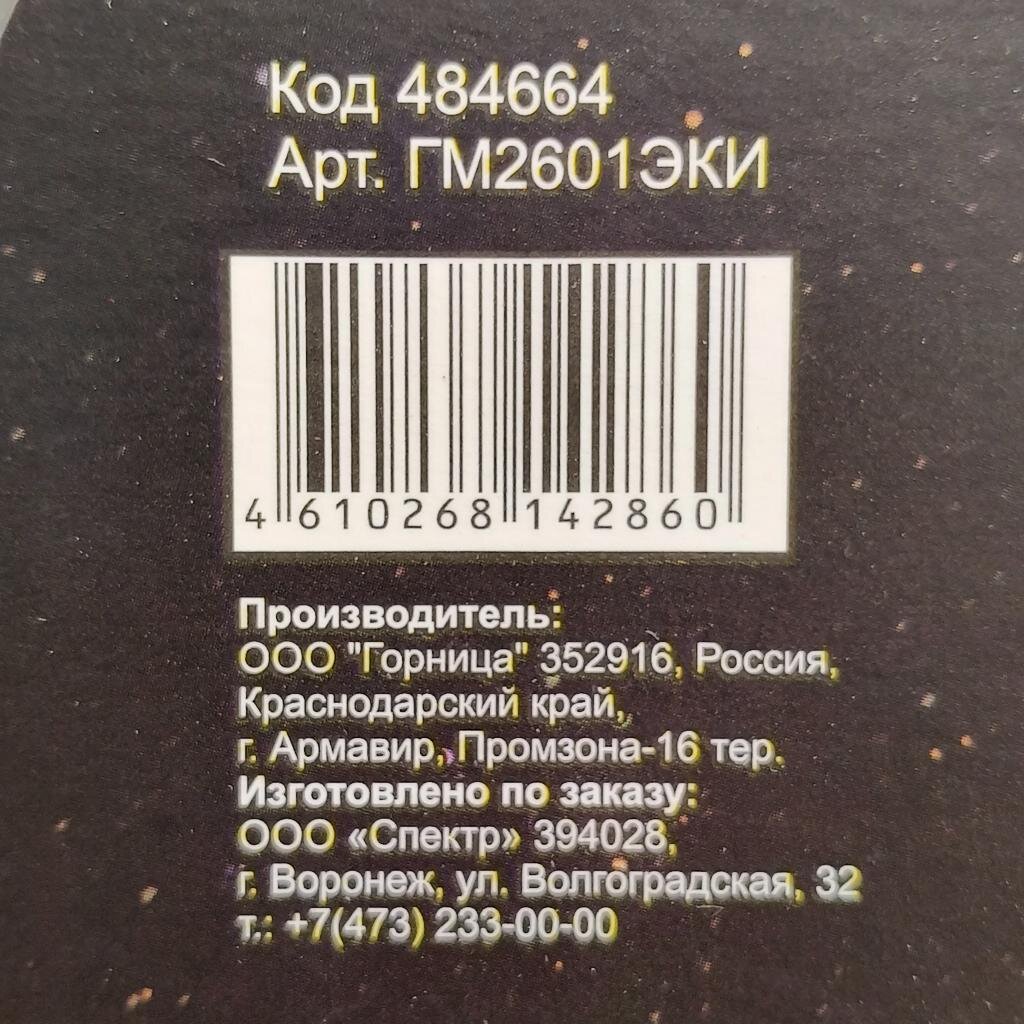 Код 484664
Арт. ГМ2601ЭКИ
4 610268 142860
Производитель:
ООО "Горница" 352916, Россия,
Краснодарский край,
г. Армавир, Промзона-16 тер.
Изготовлено по заказу:
ООО «Спектр» 394028,
г. Воронеж, ул. Волгоградская, 32
т.: +7(473) 233-00-00